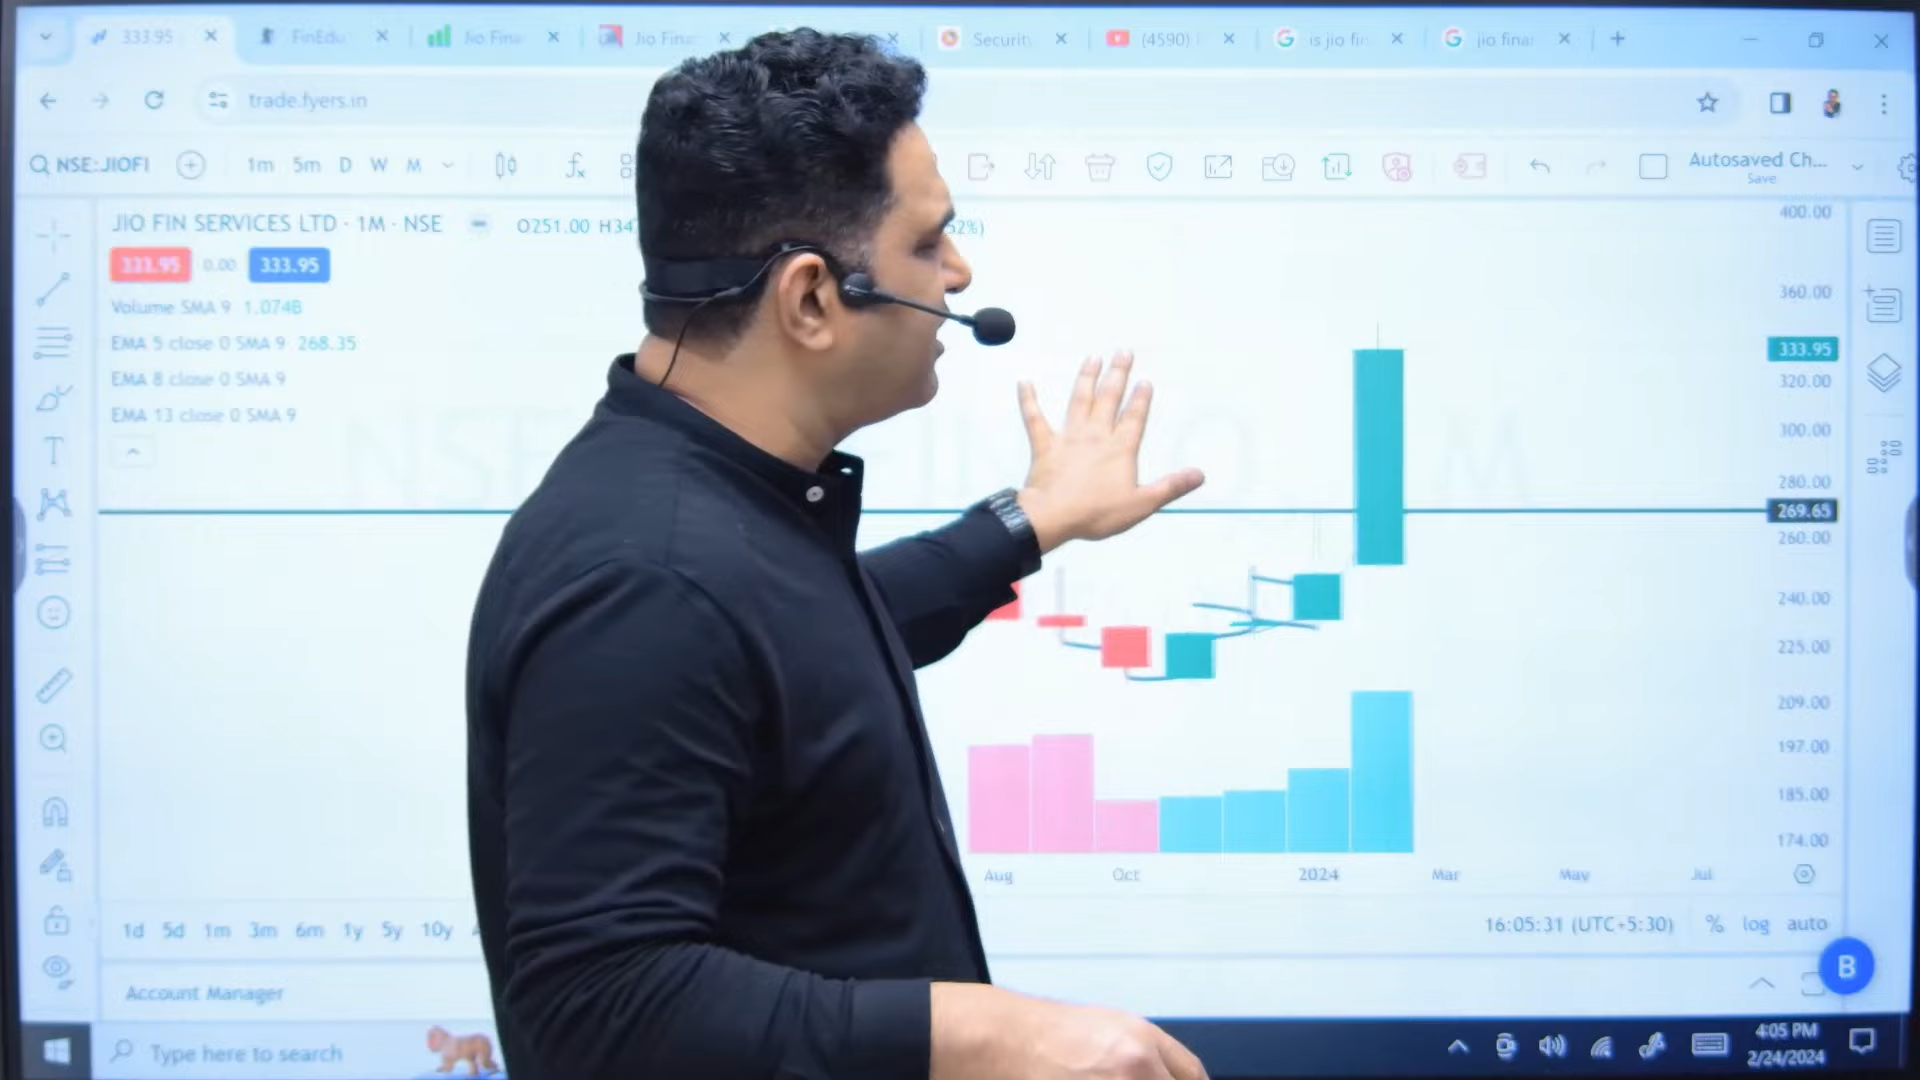 333.95 FinEdu Jio Fina Jio Fina Securit (4590) is jio fin jio finan
trade.fyers.in
NSE:JIOFI 1m 5m D W M Autosaved Ch...
Save
JIO FIN SERVICES LTD · 1M · NSE O251.00 H34 52%)
333.95 0.00 333.95
Volume SMA 9 1.074B
EMA 5 close 0 SMA 9 268.35
EMA 8 close 0 SMA 9
EMA 13 close 0 SMA 9
400.00
360.00
333.95
320.00
300.00
280.00
269.65
260.00
240.00
225.00
209.00
197.00
185.00
174.00
Aug Oct 2024 Mar May Jul
1d 5d 1m 3m 6m 1y 5y 10y 16:05:31 (UTC+5:30) % log auto
B
Account Manager
Type here to search 4:05 PM
2/24/2024